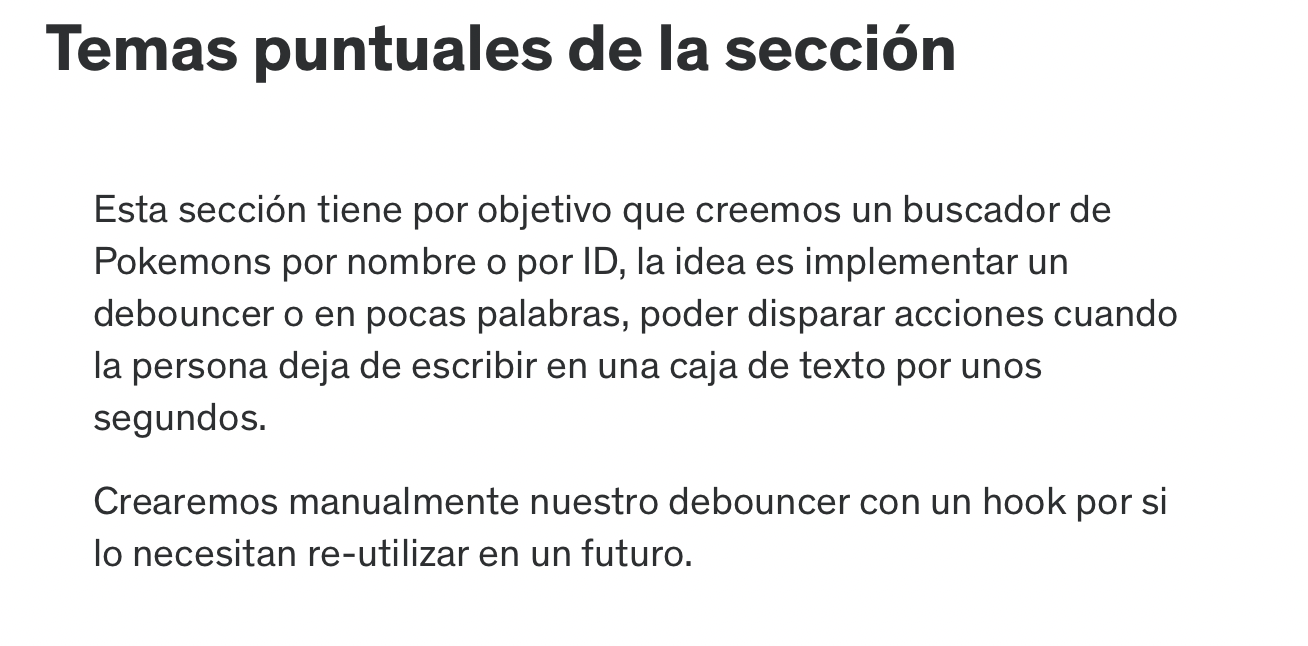 Temas puntuales de la sección
Esta sección tiene por objetivo que creemos un buscador de
Pokemons por nombre o por ID, la idea es implementar un
debouncer o en pocas palabras, poder disparar acciones cuando
la persona deja de escribir en una caja de texto por unos
segundos.
Crearemos manualmente nuestro debouncer con un hook por si
lo necesitan re-utilizar en un futuro.